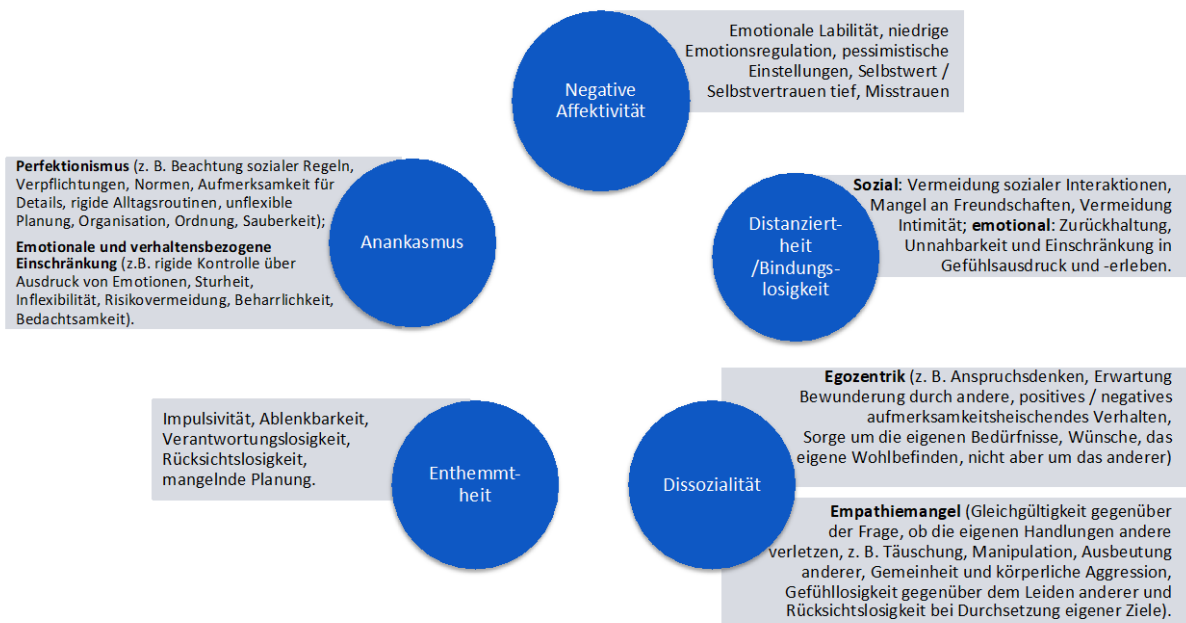 Emotionale Labilität, niedrige
Emotionsregulation, pessimistische
Einstellungen, Selbstwert /
Selbstvertrauen tief, Misstrauen
Negative
Affektivität
Perfektionismus (z. B. Beachtung sozialer Regeln,
Verpflichtungen, Normen, Aufmerksamkeit für
Details, rigide Alltagsroutinen, unflexible
Planung, Organisation, Ordnung, Sauberkeit);
Emotionale und verhaltensbezogene
Einschränkung (z.B. rigide Kontrolle über
Ausdruck von Emotionen, Sturheit,
Inflexibilität, Risikovermeidung, Beharrlichkeit,
Bedachtsamkeit).
Anankasmus
Distanziert-
heit
/Bindungs-
losigkeit
Sozial: Vermeidung sozialer Interaktionen,
Mangel an Freundschaften, Vermeidung
Intimität; emotional: Zurückhaltung,
Unnahbarkeit und Einschränkung in
Gefühlsausdruck und -erleben.
Impulsivität, Ablenkbarkeit,
Verantwortungslosigkeit,
Rücksichtslosigkeit,
mangelnde Planung.
Enthemmt-
heit
Dissozialität
Egozentrik (z. B. Anspruchsdenken, Erwartung
Bewunderung durch andere, positives / negatives
aufmerksamkeitsheischendes Verhalten,
Sorge um die eigenen Bedürfnisse, Wünsche, das
eigene Wohlbefinden, nicht aber um das anderer)
Empathiemangel (Gleichgültigkeit gegenüber
der Frage, ob die eigenen Handlungen andere
verletzen, z. B. Täuschung, Manipulation, Ausbeutung
anderer, Gemeinheit und körperliche Aggression,
Gefühllosigkeit gegenüber dem Leiden anderer und
Rücksichtslosigkeit bei Durchsetzung eigener Ziele).